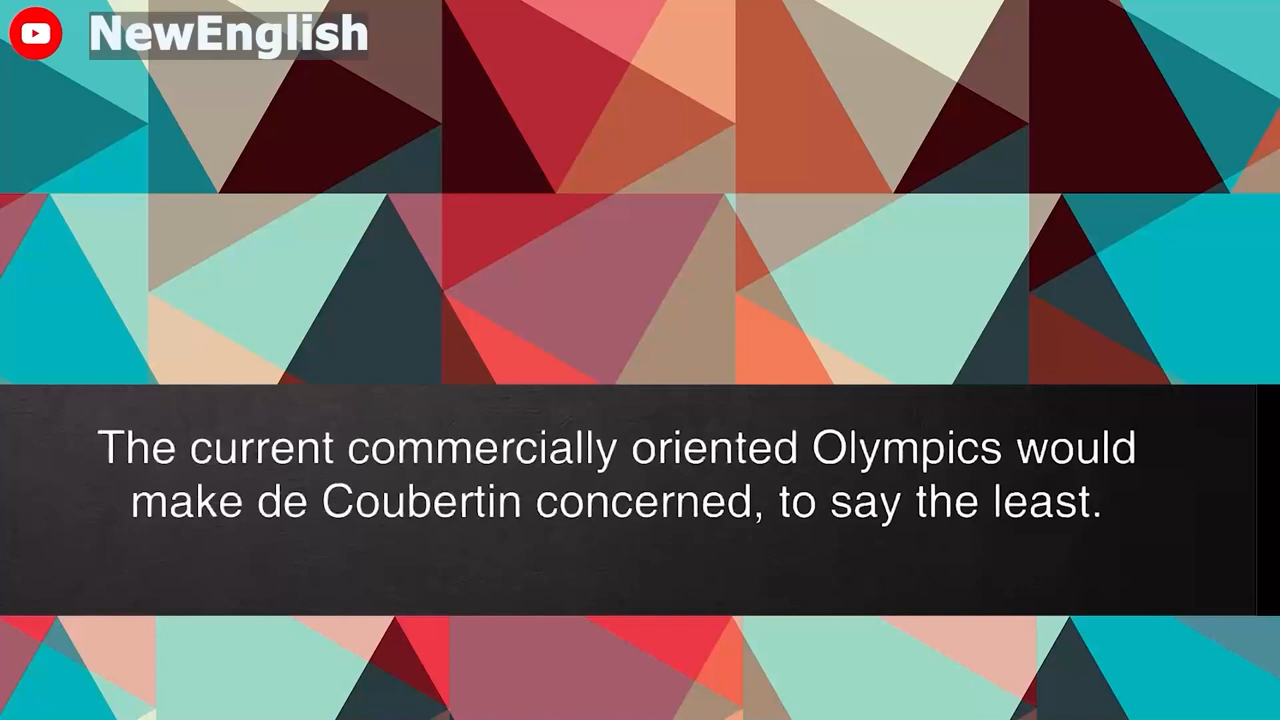 NewEnglish
The current commercially oriented Olympics would
make de Coubertin concerned, to say the least.